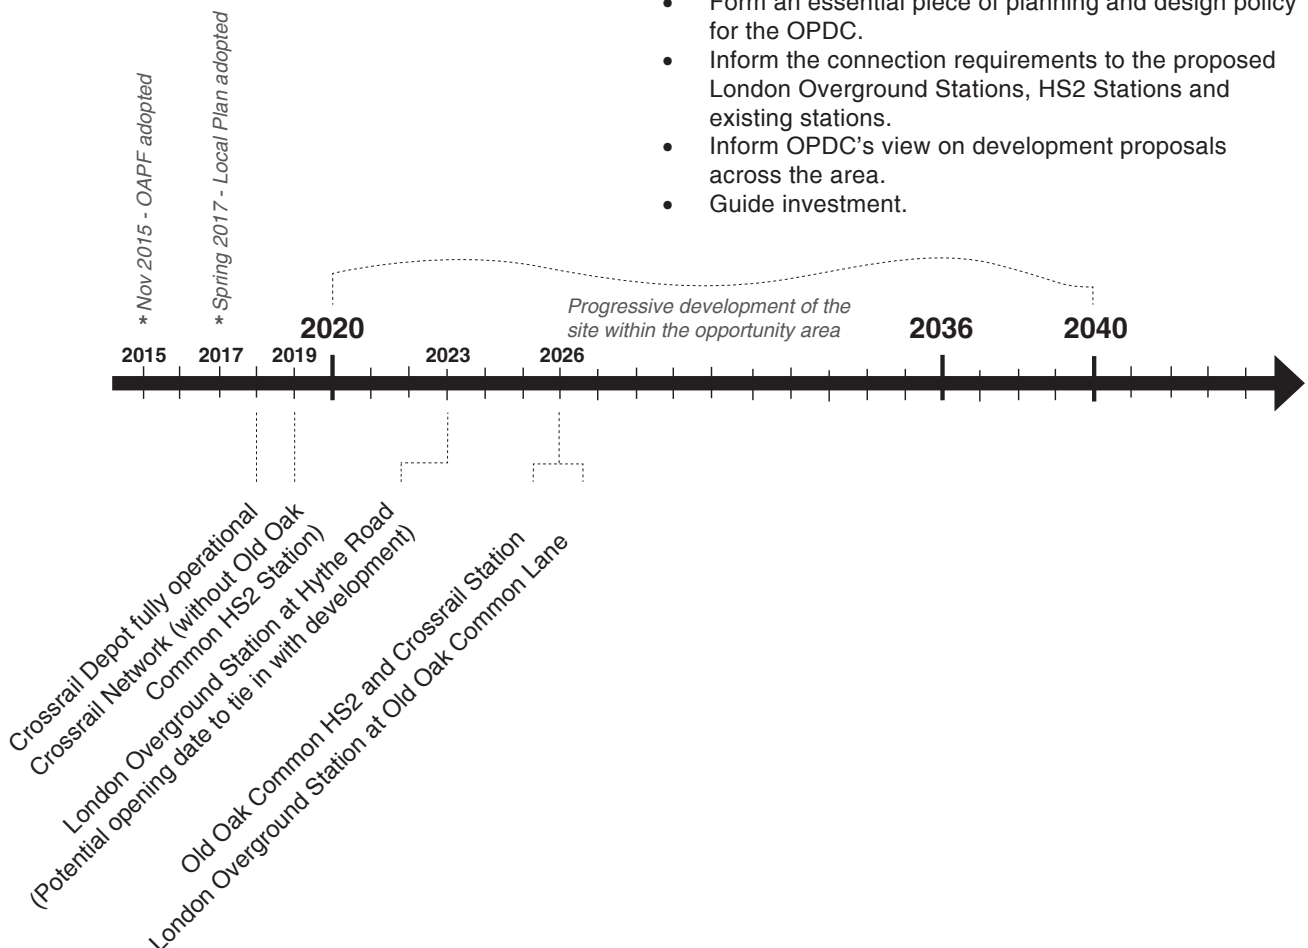 • Form an essential piece of planning and design policy
for the OPDC.
• Inform the connection requirements to the proposed
London Overground Stations, HS2 Stations and
existing stations.
• Inform OPDC's view on development proposals
across the area.
• Guide investment.
* Nov 2015 - OAPF adopted
* Spring 2017 - Local Plan adopted
Progressive development of the
site within the opportunity area
2020
2036
2040
2015
2017
2019
2023
2026
Crossrail Depot fully operational
Crossrail Network (without Old Oak
Common HS2 Station)
London Overground Station at Hythe Road
(Potential opening date to tie in with development)
Old Oak Common HS2 and Crossrail Station
London Overground Station at Old Oak Common Lane